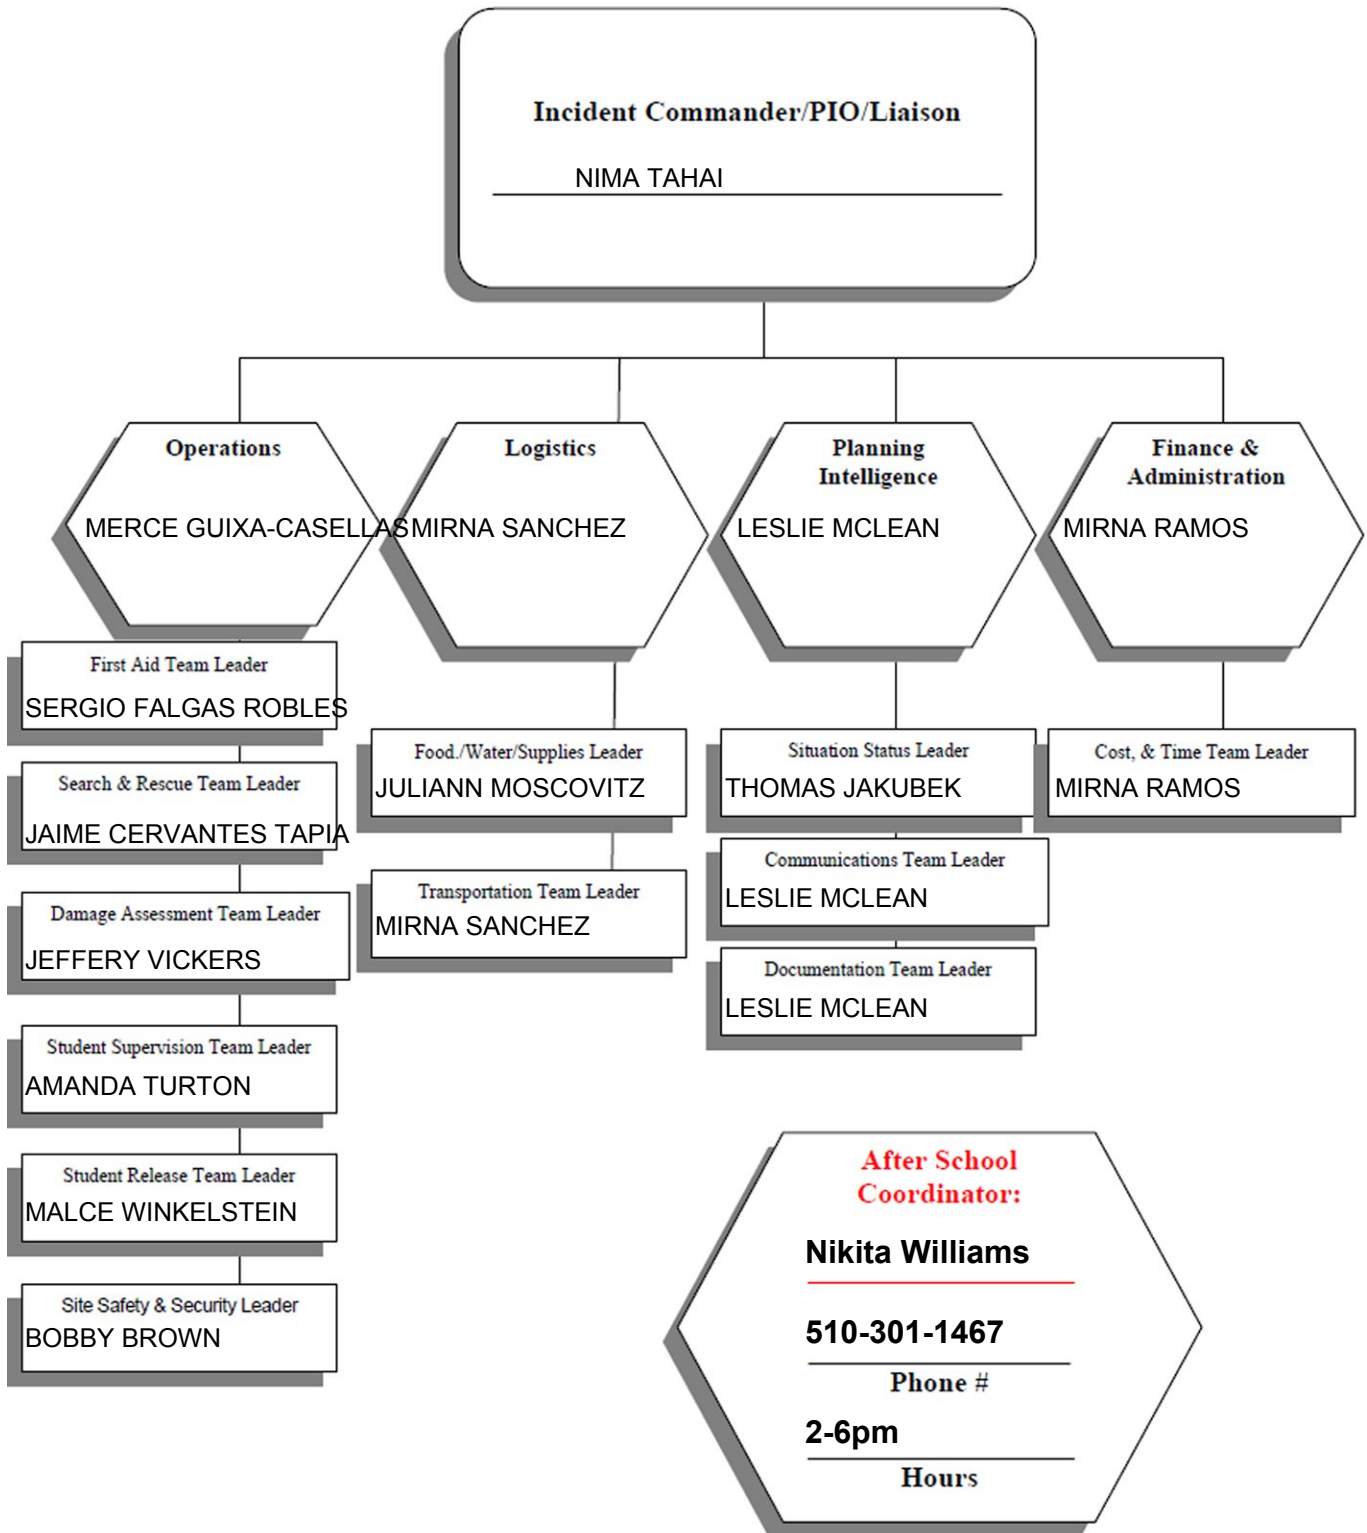 Incident Commander/PIO/Liaison
NIMA TAHAI
Operations
MERCE GUIXA-CASELLAS
Logistics
MIRNA SANCHEZ
Planning
Intelligence
LESLIE MCLEAN
Finance &
Administration
MIRNA RAMOS
First Aid Team Leader
SERGIO FALGAS ROBLES
Search & Rescue Team Leader
JAIME CERVANTES TAPIA
Damage Assessment Team Leader
JEFFERY VICKERS
Student Supervision Team Leader
AMANDA TURTON
Student Release Team Leader
MALCE WINKELSTEIN
Site Safety & Security Leader
BOBBY BROWN
Food./Water/Supplies Leader
JULIANN MOSCOVITZ
Transportation Team Leader
MIRNA SANCHEZ
Situation Status Leader
THOMAS JAKUBEK
Communications Team Leader
LESLIE MCLEAN
Documentation Team Leader
LESLIE MCLEAN
Cost, & Time Team Leader
MIRNA RAMOS
After School
Coordinator:
Nikita Williams
510-301-1467
Phone #
2-6pm
Hours